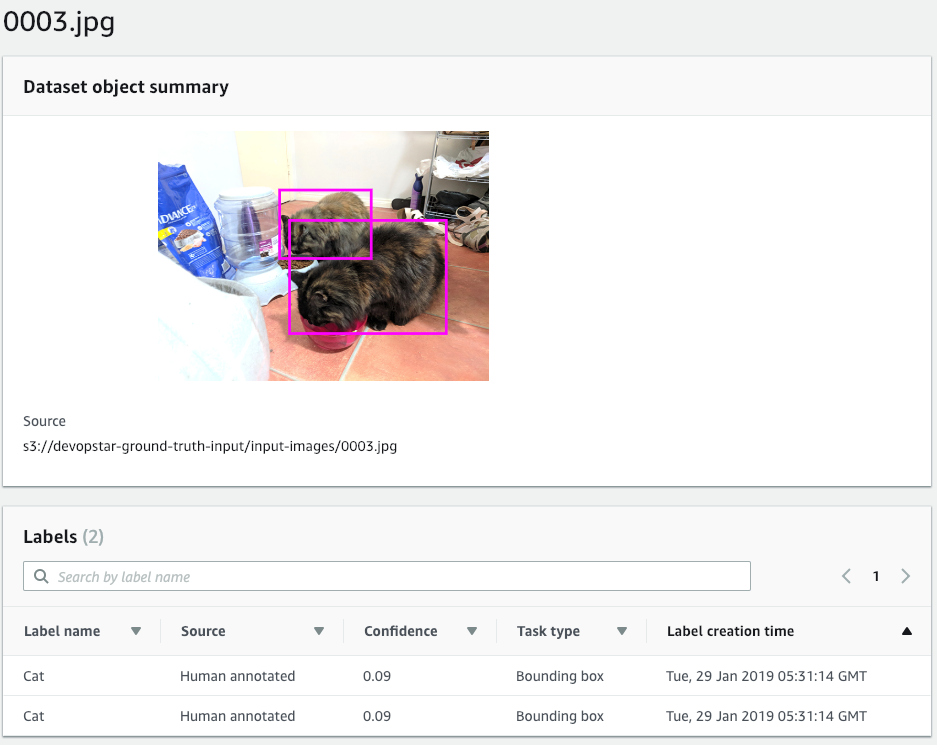 0003.jpg
Dataset object summary
ADIANCE
Source
s3://devopstar-ground-truth-input/input-images/0003.jpg
Labels (2)
Search by label name
1
Label name Source Confidence Task type Label creation time
Cat Human annotated 0.09 Bounding box Tue, 29 Jan 2019 05:31:14 GMT
Cat Human annotated 0.09 Bounding box Tue, 29 Jan 2019 05:31:14 GMT